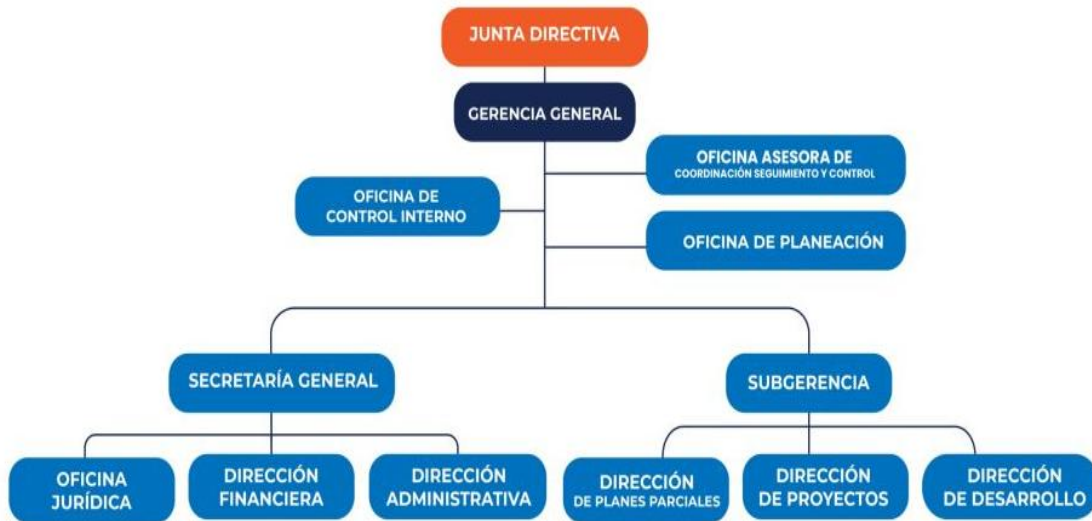 JUNTA DIRECTIVA
GERENCIA GENERAL
OFICINA ASESORA DE
COORDINACIÓN SEGUIMIENTO Y CONTROL
OFICINA DE
CONTROL INTERNO
OFICINA DE PLANEACIÓN
SECRETARÍA GENERAL
SUBGERENCIA
OFICINA
JURÍDICA
DIRECCIÓN
FINANCIERA
DIRECCIÓN
ADMINISTRATIVA
DIRECCIÓN
DE PLANES PARCIALES
DIRECCIÓN
DE PROYECTOS
DIRECCIÓN
DE DESARROLLO